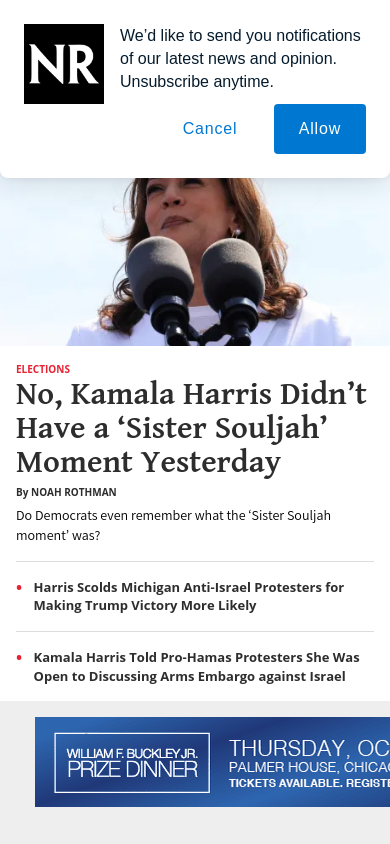 NR
We’d like to send you notifications
of our latest news and opinion.
Unsubscribe anytime.
Cancel
Allow
ELECTIONS
No, Kamala Harris Didn’t
Have a ‘Sister Souljah’
Moment Yesterday
By NOAH ROTHMAN
Do Democrats even remember what the ‘Sister Souljah
moment’ was?
• Harris Scolds Michigan Anti-Israel Protesters for
Making Trump Victory More Likely
• Kamala Harris Told Pro-Hamas Protesters She Was
Open to Discussing Arms Embargo against Israel
WILLIAM F. BUCKLEY JR.
PRIZE DINNER
THURSDAY, OC
PALMER HOUSE, CHICA
TICKETS AVAILABLE. REGIST